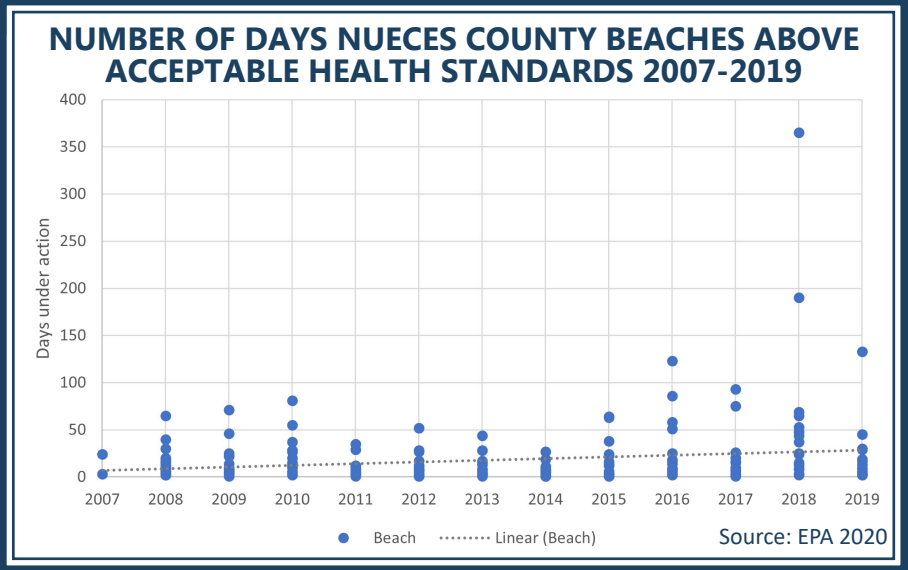 NUMBER OF DAYS NUECES COUNTY BEACHES ABOVE
ACCEPTABLE HEALTH STANDARDS 2007-2019
400
350
300
250
200
150
100
50
0
Days under action
2007 2008 2009 2010 2011 2012 2013 2014 2015 2016 2017 2018 2019
Beach Linear (Beach)
Source: EPA 2020